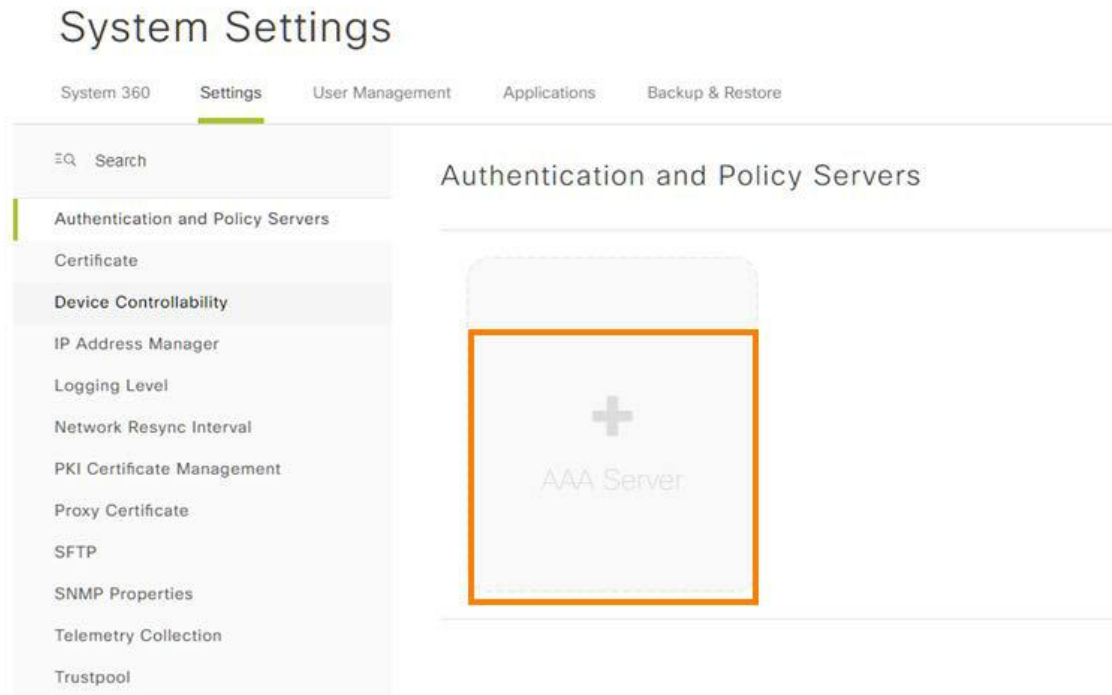 System Settings
System 360 Settings User Management Applications Backup & Restore
Search
Authentication and Policy Servers
Certificate
Device Controllability
IP Address Manager
Logging Level
Network Resync Interval
PKI Certificate Management
Proxy Certificate
SFTP
SNMP Properties
Telemetry Collection
Trustpool
Authentication and Policy Servers
AAA Server